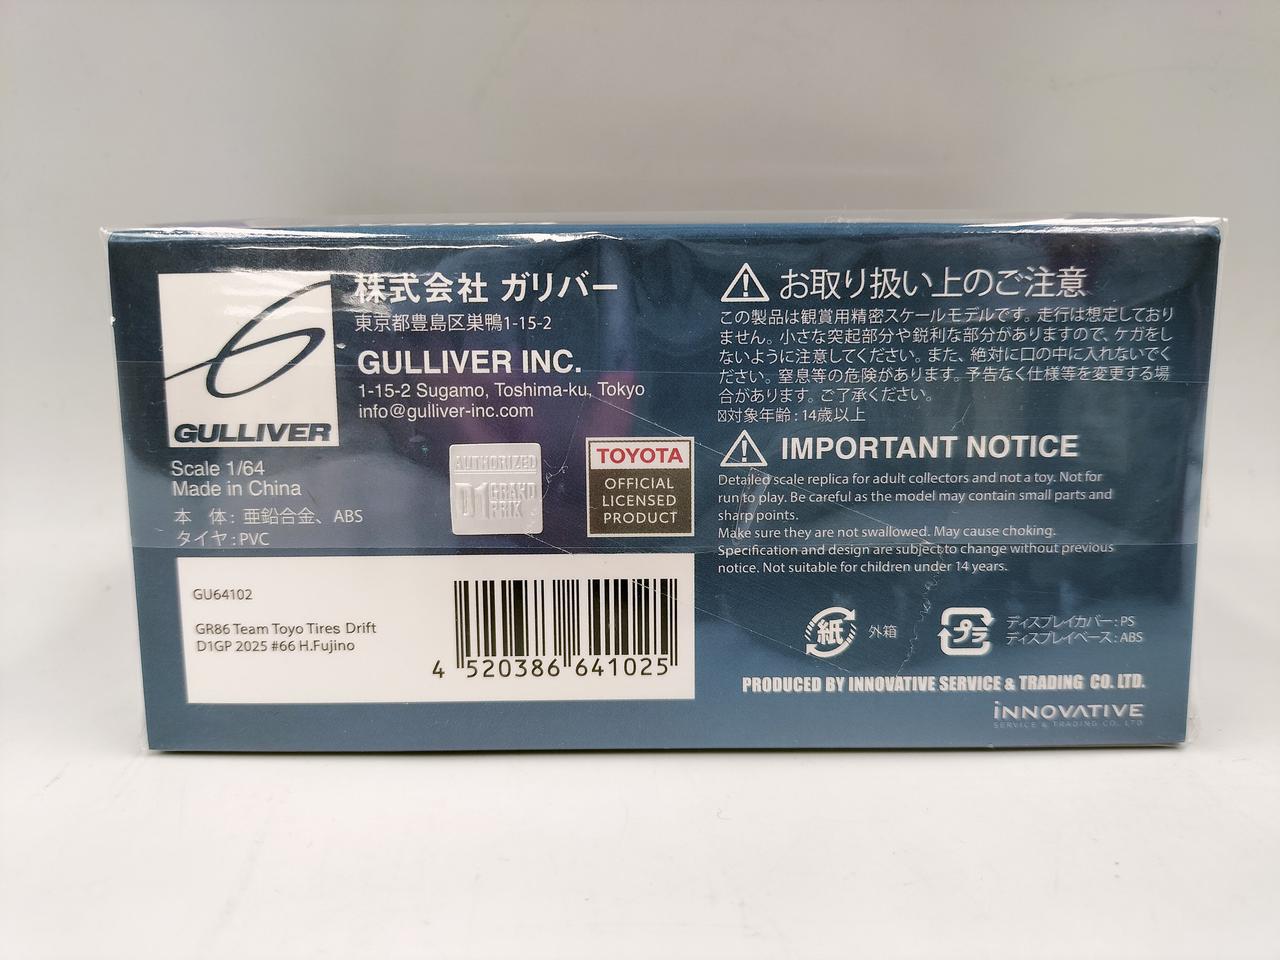 株式会社 ガリバー
東京都豊島区巣鴨1-15-2
GULLIVER INC.
1-15-2 Sugamo, Toshima-ku, Tokyo
info@gulliver-inc.com
GULLIVER
Scale 1/64
Made in China
本　体 : 亜鉛合金、ABS
タイヤ : PVC
AUTHORIZED
D1 GRAND PRIX
TOYOTA
OFFICIAL
LICENSED
PRODUCT
GU64102
GR86 Team Toyo Tires Drift
D1GP 2025 #66 H.Fujino
4 520386 641025
お取り扱い上のご注意
この製品は観賞用精密スケールモデルです。走行は想定しており
ません。小さな突起部分や鋭利な部分がありますので、ケガをし
ないように注意してください。また、絶対に口の中に入れないでく
ださい。窒息等の危険があります。予告なく仕様等を変更する場
合があります。ご了承ください。
対象年齢 : 14歳以上
IMPORTANT NOTICE
Detailed scale replica for adult collectors and not a toy. Not for
run to play. Be careful as the model may contain small parts and
sharp points.
Make sure they are not swallowed. May cause choking.
Specification and design are subject to change without previous
notice. Not suitable for children under 14 years.
紙 外箱
プラ
ディスプレイカバー : PS
ディスプレイベース : ABS
PRODUCED BY INNOVATIVE SERVICE & TRADING CO. LTD.
INNOVATIVE
SERVICE & TRADING CO. LTD